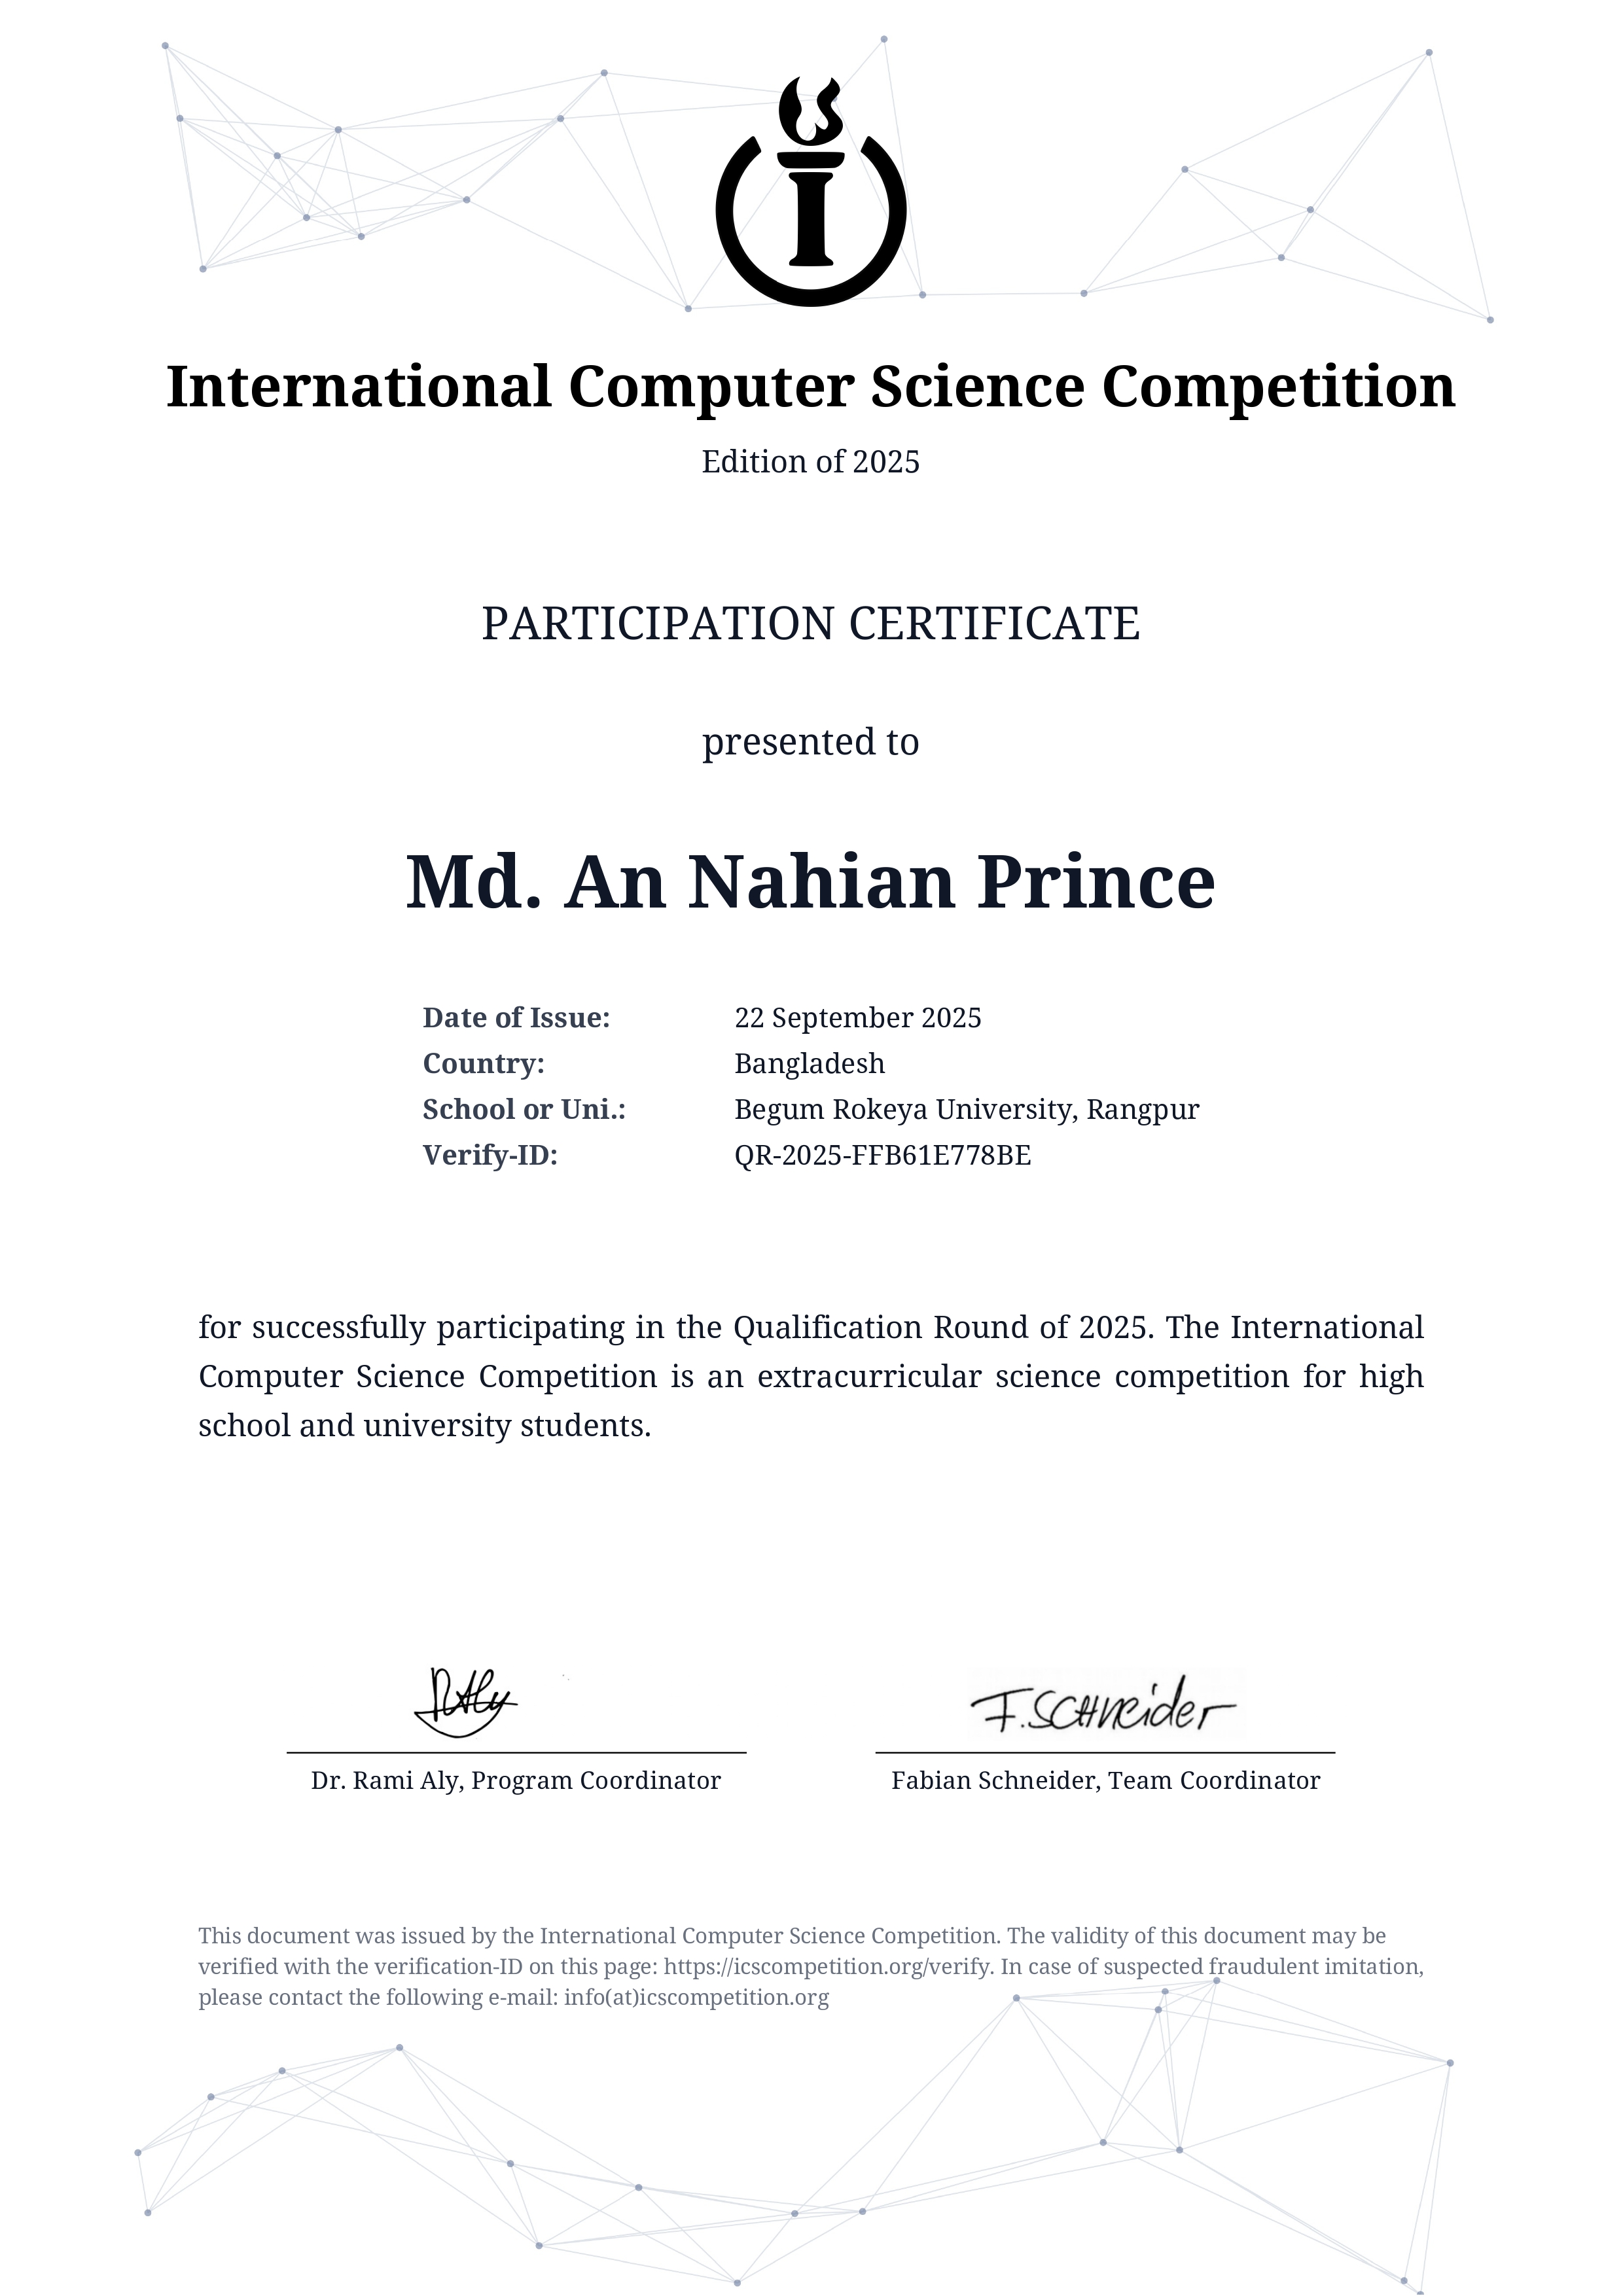 International Computer Science Competition
Edition of 2025
PARTICIPATION CERTIFICATE
presented to
Md. An Nahian Prince
Date of Issue: 22 September 2025
Country: Bangladesh
School or Uni.: Begum Rokeya University, Rangpur
Verify-ID: QR-2025-FFB61E778BE
for successfully participating in the Qualification Round of 2025. The International
Computer Science Competition is an extracurricular science competition for high
school and university students.
RAly F.SCHneider
Dr. Rami Aly, Program Coordinator Fabian Schneider, Team Coordinator
This document was issued by the International Computer Science Competition. The validity of this document may be
verified with the verification-ID on this page: https://icscompetition.org/verify. In case of suspected fraudulent imitation,
please contact the following e-mail: info(at)icscompetition.org